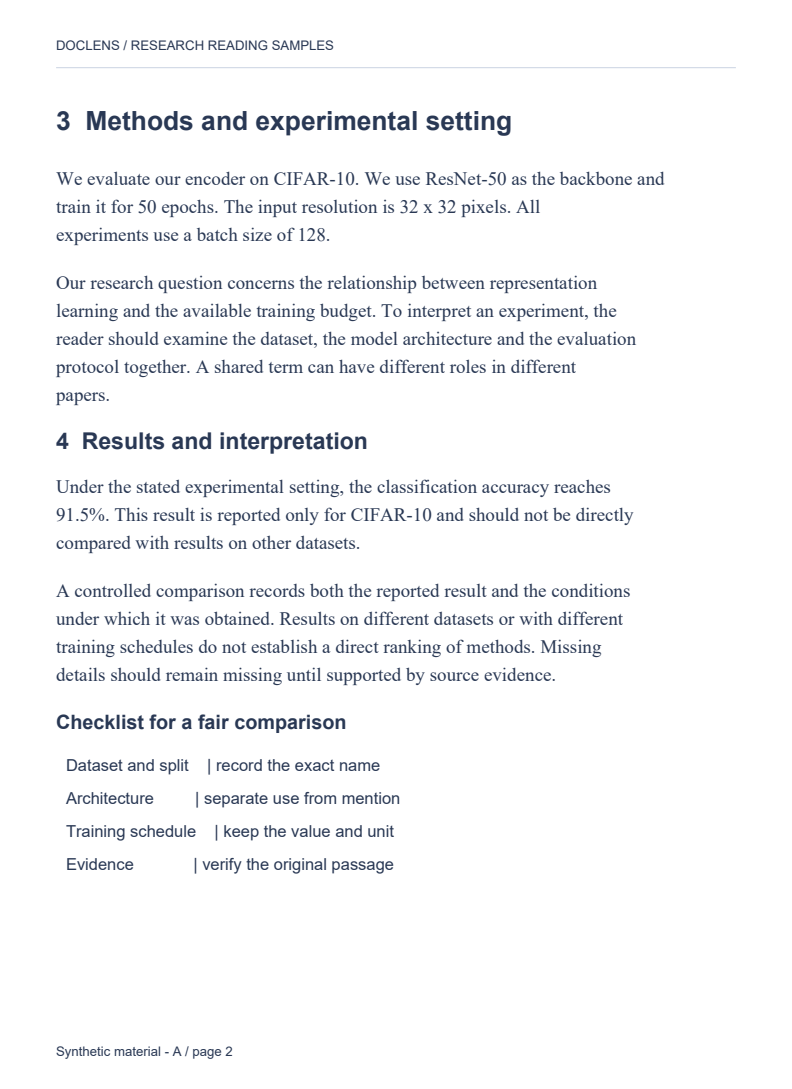 DOCLENS / RESEARCH READING SAMPLES
3 Methods and experimental setting
We evaluate our encoder on CIFAR-10. We use ResNet-50 as the backbone and
train it for 50 epochs. The input resolution is 32 x 32 pixels. All
experiments use a batch size of 128.
Our research question concerns the relationship between representation
learning and the available training budget. To interpret an experiment, the
reader should examine the dataset, the model architecture and the evaluation
protocol together. A shared term can have different roles in different
papers.
4 Results and interpretation
Under the stated experimental setting, the classification accuracy reaches
91.5%. This result is reported only for CIFAR-10 and should not be directly
compared with results on other datasets.
A controlled comparison records both the reported result and the conditions
under which it was obtained. Results on different datasets or with different
training schedules do not establish a direct ranking of methods. Missing
details should remain missing until supported by source evidence.
Checklist for a fair comparison
Dataset and split | record the exact name
Architecture | separate use from mention
Training schedule | keep the value and unit
Evidence | verify the original passage
Synthetic material - A / page 2